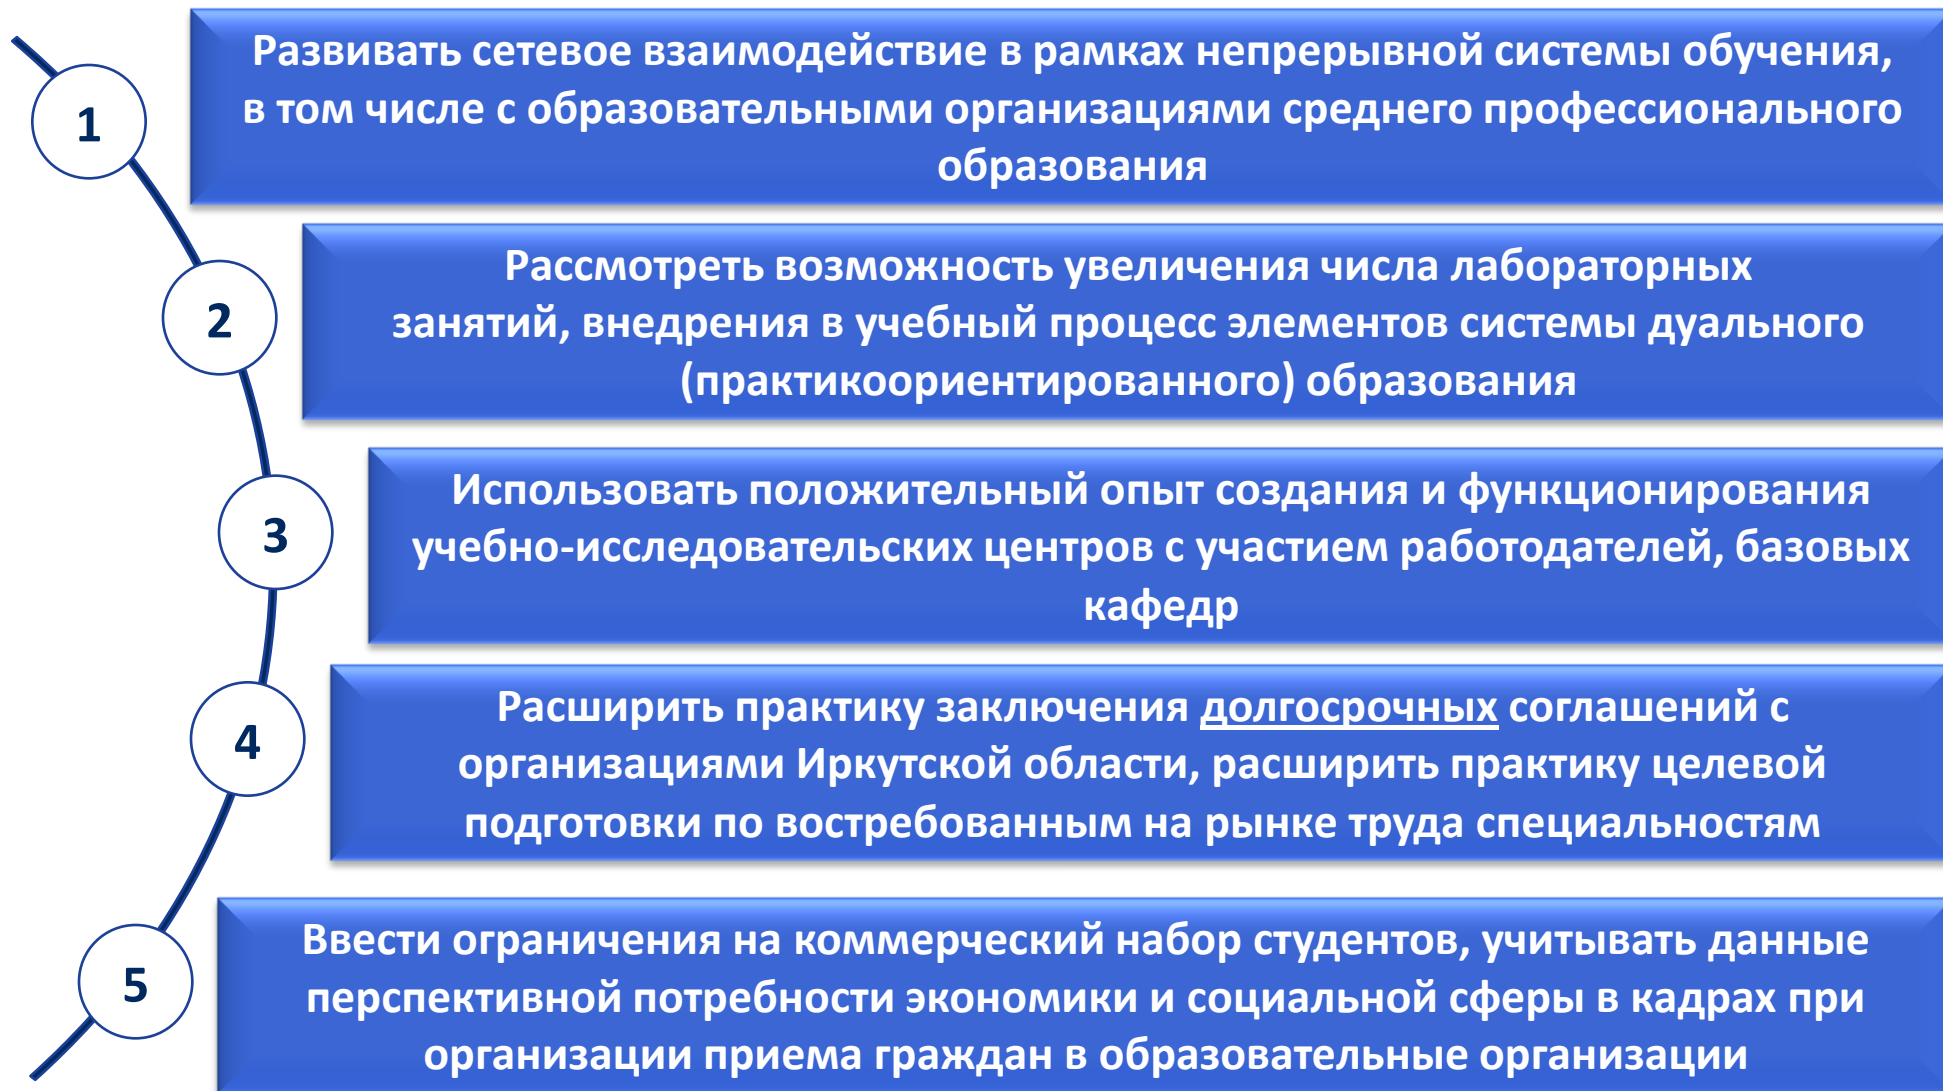 1
Развивать сетевое взаимодействие в рамках непрерывной системы обучения,
в том числе с образовательными организациями среднего профессионального
образования
2
Рассмотреть возможность увеличения числа лабораторных
занятий, внедрения в учебный процесс элементов системы дуального
(практикоориентированного) образования
3
Использовать положительный опыт создания и функционирования
учебно-исследовательских центров с участием работодателей, базовых
кафедр
4
Расширить практику заключения долгосрочных соглашений с
организациями Иркутской области, расширить практику целевой
подготовки по востребованным на рынке труда специальностям
5
Ввести ограничения на коммерческий набор студентов, учитывать данные
перспективной потребности экономики и социальной сферы в кадрах при
организации приема граждан в образовательные организации